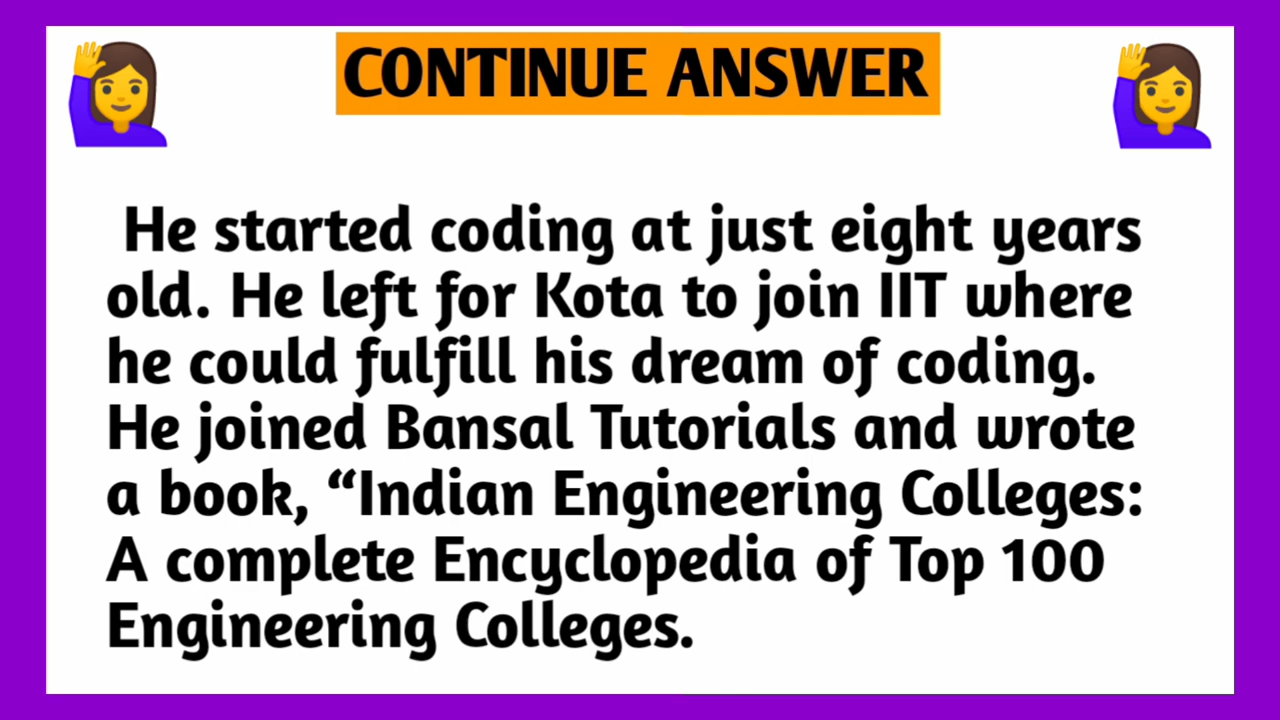 CONTINUE ANSWER
He started coding at just eight years
old. He left for Kota to join IIT where
he could fulfill his dream of coding.
He joined Bansal Tutorials and wrote
a book, “Indian Engineering Colleges:
A complete Encyclopedia of Top 100
Engineering Colleges.